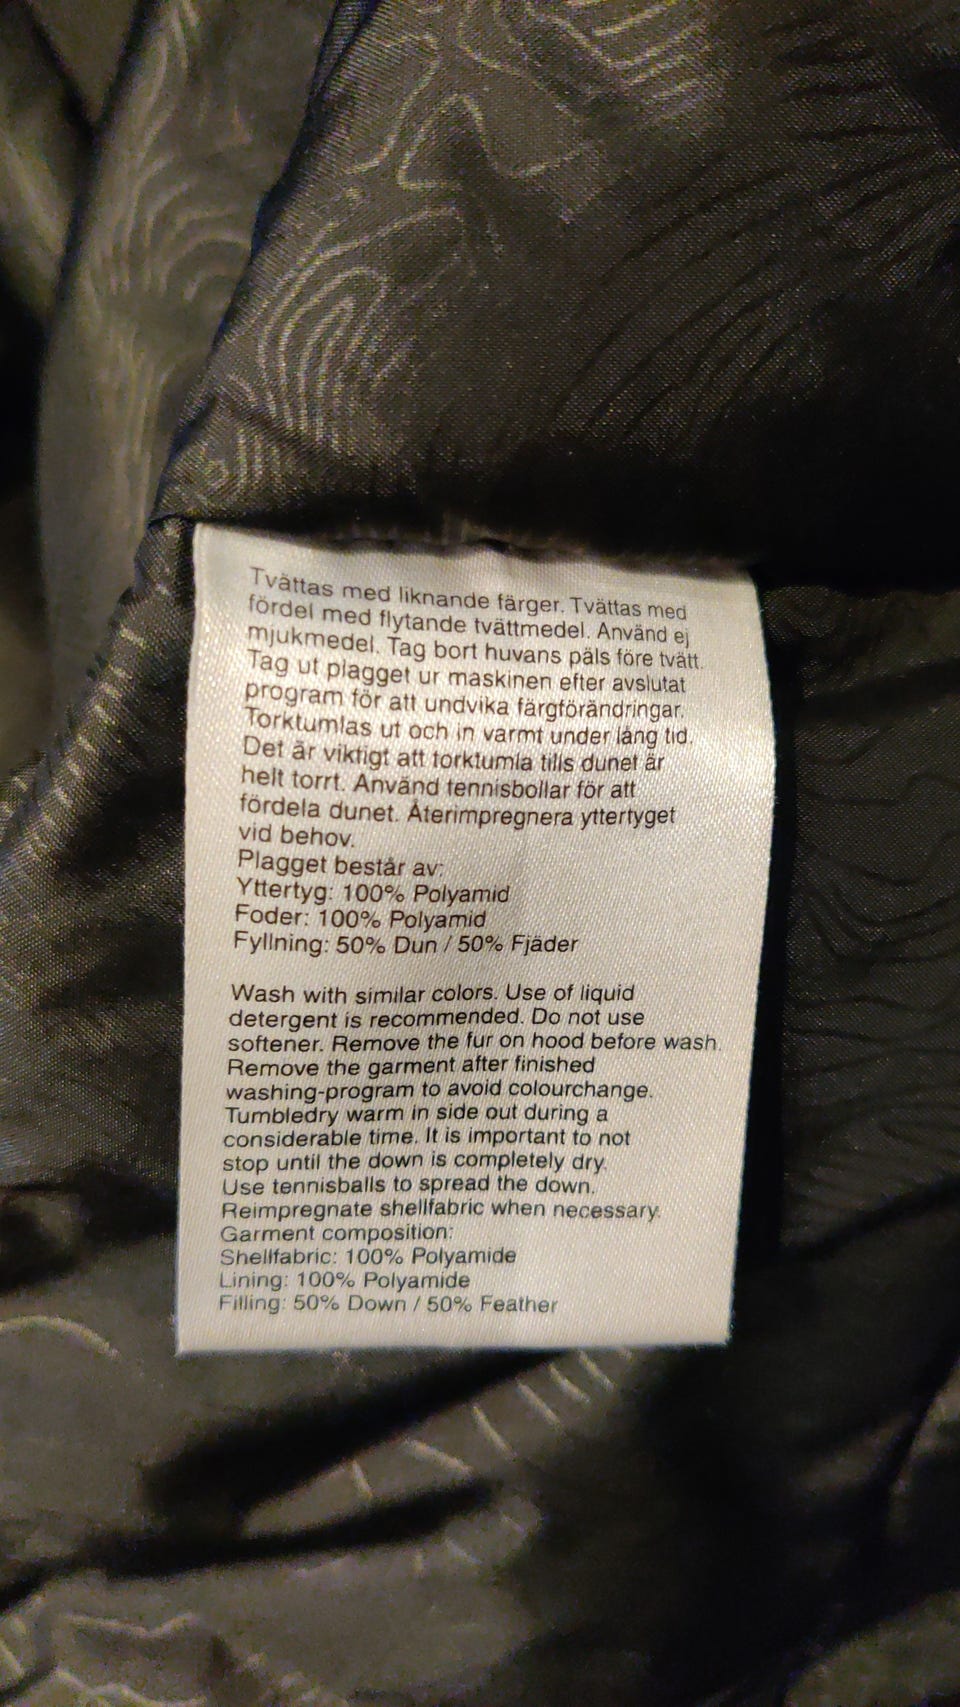 Tvättas med liknande färger. Tvättas med
fördel med flytande tvättmedel. Använd ej
mjukmedel. Tag bort huvans päls före tvätt.
Tag ut plagget ur maskinen efter avslutat
program för att undvika färgförändringar.
Torktumlas ut och in varmt under lång tid.
Det är viktigt att torktumla tills dunet är
helt torrt. Använd tennisbollar för att
fördela dunet. Återimpregnera yttertyget
vid behov.
Plagget består av:
Yttertyg: 100% Polyamid
Foder: 100% Polyamid
Fyllning: 50% Dun / 50% Fjäder
Wash with similar colors. Use of liquid
detergent is recommended. Do not use
softener. Remove the fur on hood before wash.
Remove the garment after finished
washing-program to avoid colourchange.
Tumbledry warm in side out during a
considerable time. It is important to not
stop until the down is completely dry.
Use tennisballs to spread the down.
Reimpregnate shellfabric when necessary.
Garment composition:
Shellfabric: 100% Polyamide
Lining: 100% Polyamide
Filling: 50% Down / 50% Feather